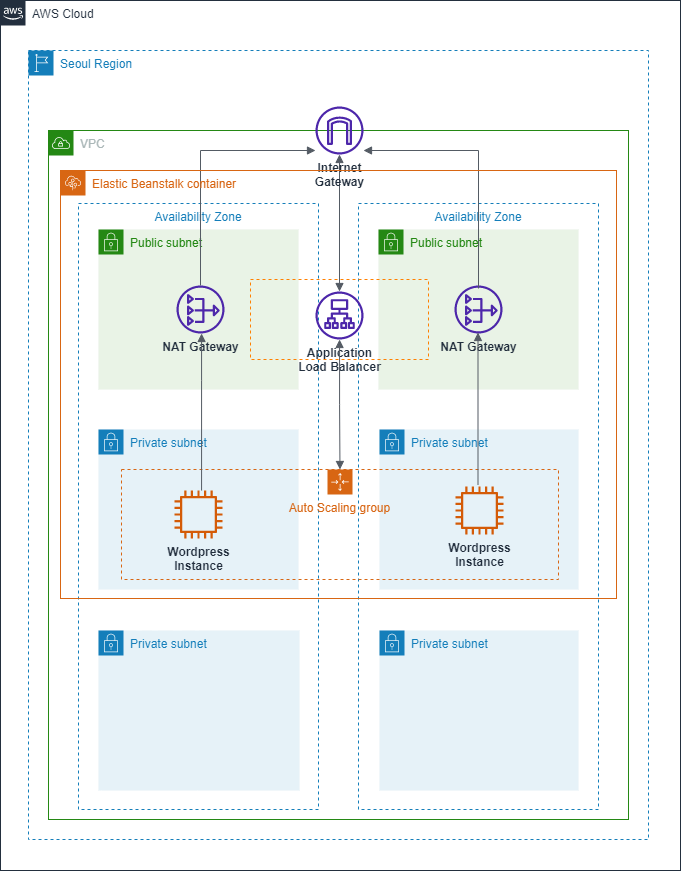 aws
AWS Cloud
Seoul Region
VPC
Internet
Gateway
Elastic Beanstalk container
Availability Zone
Availability Zone
Public subnet
Public subnet
NAT Gateway
Application
Load Balancer
NAT Gateway
Private subnet
Private subnet
Auto Scaling group
Wordpress
Instance
Wordpress
Instance
Private subnet
Private subnet